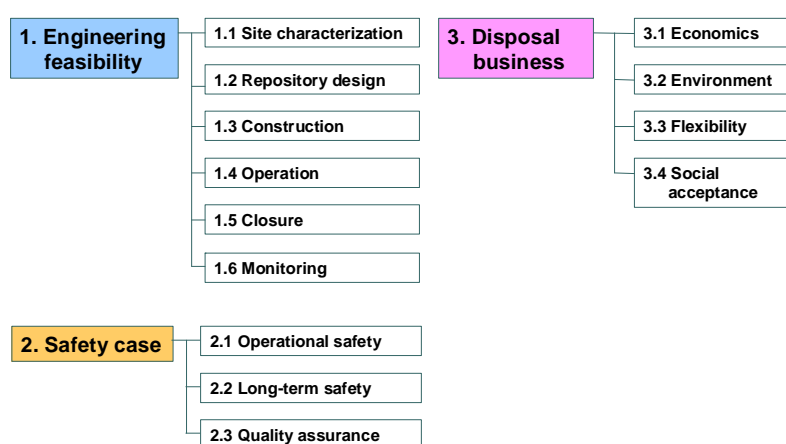 1. Engineering
feasibility
1.1 Site characterization
1.2 Repository design
1.3 Construction
1.4 Operation
1.5 Closure
1.6 Monitoring
2. Safety case
2.1 Operational safety
2.2 Long-term safety
2.3 Quality assurance
3. Disposal
business
3.1 Economics
3.2 Environment
3.3 Flexibility
3.4 Social
acceptance